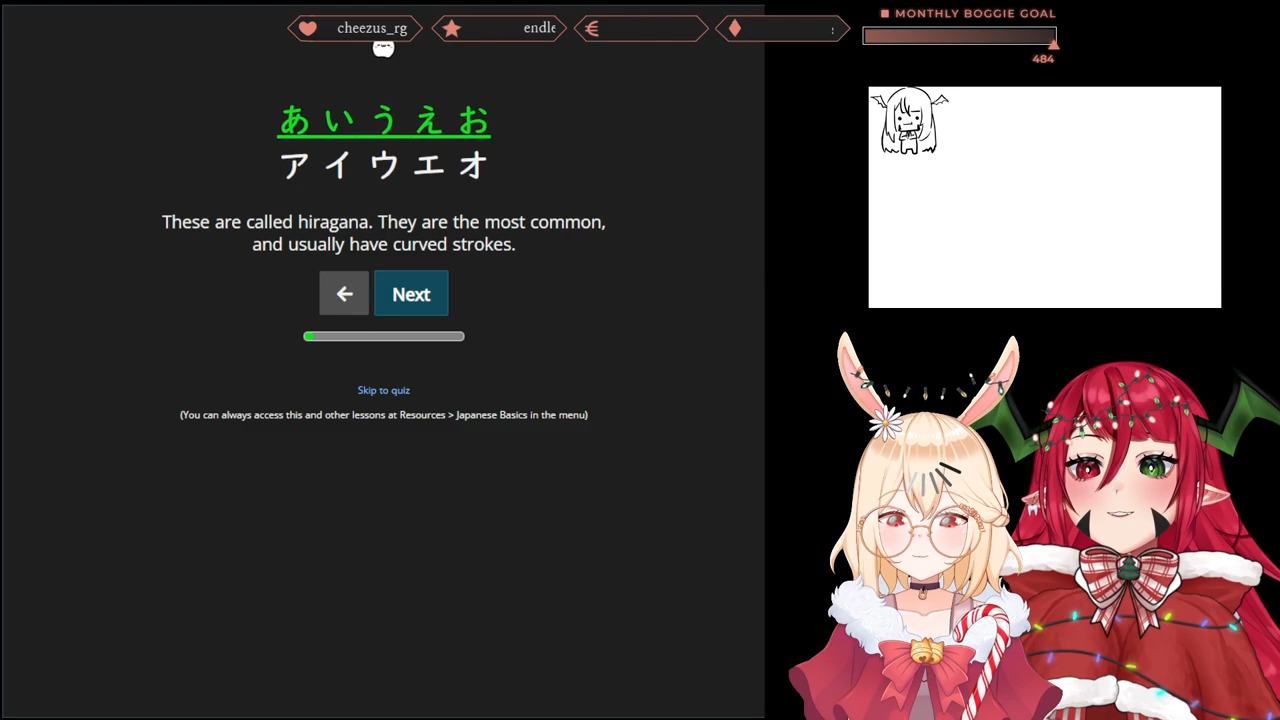 cheezus_rg
endle
€
MONTHLY BOGGIE GOAL
484
あいうえお
アイウエオ
These are called hiragana. They are the most common,
and usually have curved strokes.
← Next
Skip to quiz
(You can always access this and other lessons at Resources > Japanese Basics in the menu)